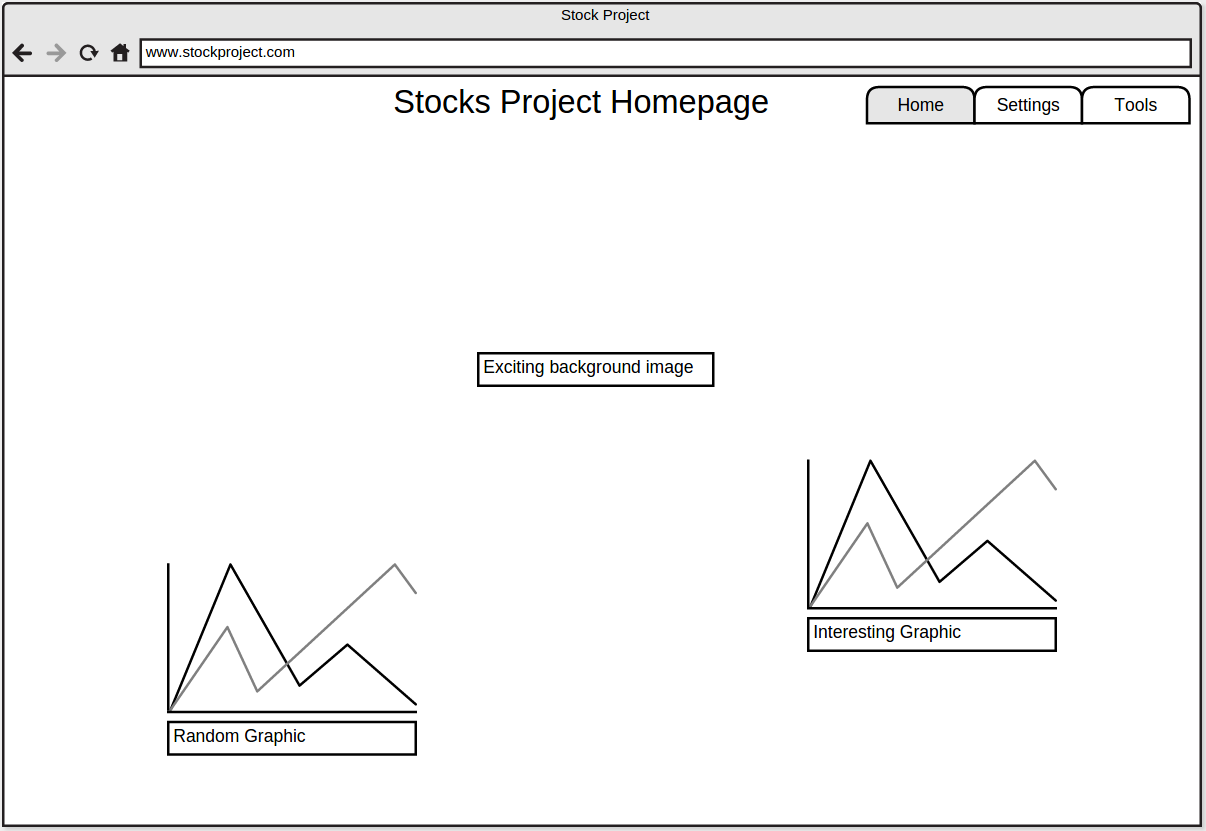 Stock Project
www.stockproject.com
Stocks Project Homepage
Home
Settings
Tools
Exciting background image
Interesting Graphic
Random Graphic